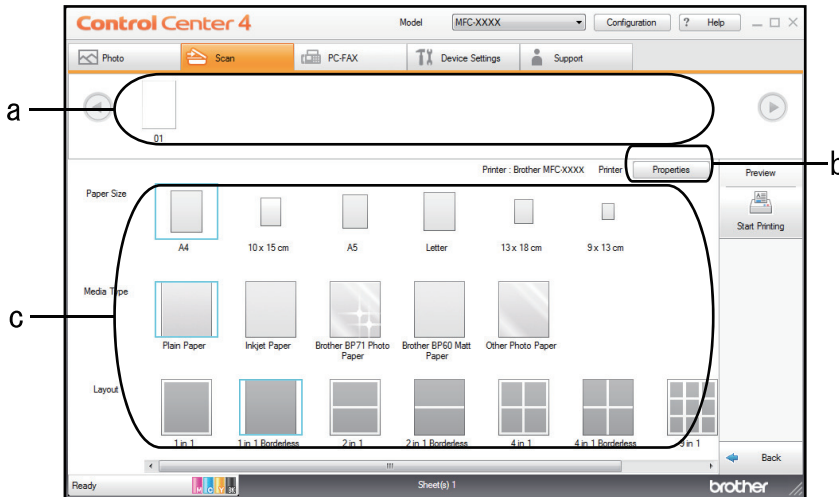 Control Center 4
Model MFC-XXXX Configuration ? Help
Photo Scan PC-FAX Device Settings Support
a
01
Printer : Brother MFC-XXXX Printer Properties
b
Preview
Start Printing
Paper Size
A4 10 x 15 cm A5 Letter 13 x 18 cm 9 x 13 cm
Media Type
c
Plain Paper Inkjet Paper Brother BP71 Photo Paper Brother BP60 Matt Paper Other Photo Paper
Layout
1 in 1 1 in 1 Borderless 2 in 1 2 in 1 Borderless 4 in 1 4 in 1 Borderless 9 in 1
Back
Ready M C Y BK Sheet(s) 1 brother